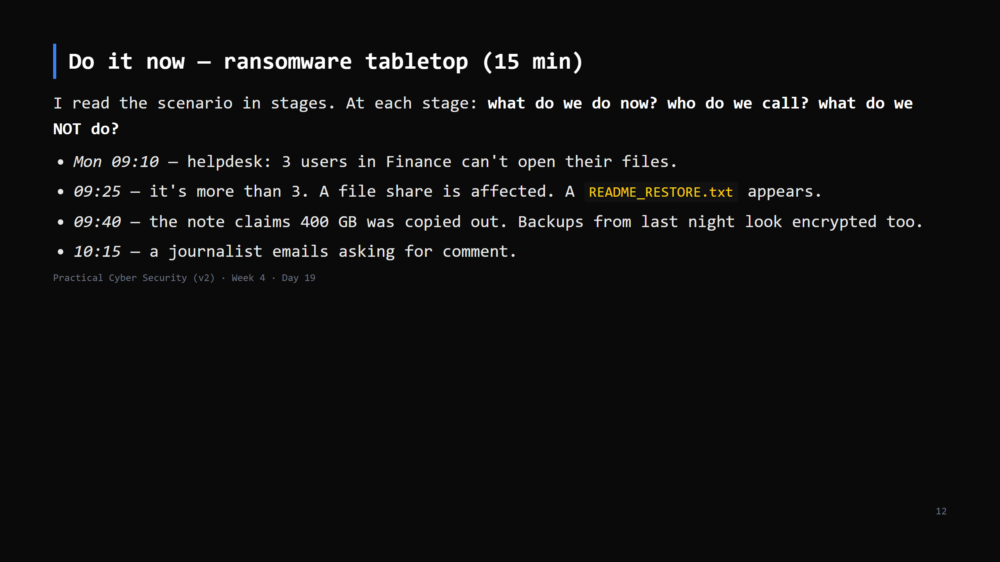 Do it now — ransomware tabletop (15 min)
I read the scenario in stages. At each stage: what do we do now? who do we call? what do we
NOT do?
• Mon 09:10 — helpdesk: 3 users in Finance can't open their files.
• 09:25 — it's more than 3. A file share is affected. A README_RESTORE.txt appears.
• 09:40 — the note claims 400 GB was copied out. Backups from last night look encrypted too.
• 10:15 — a journalist emails asking for comment.
Practical Cyber Security (v2) · Week 4 · Day 19
12